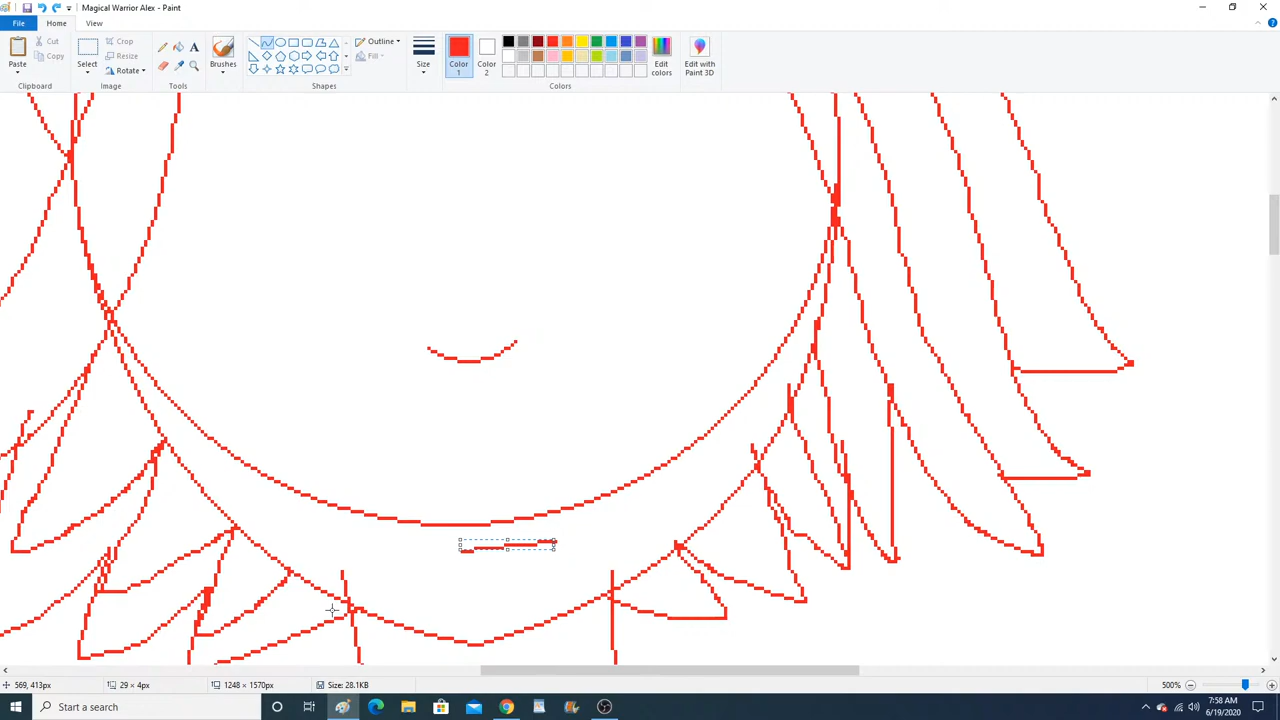 Magical Warrior Alex - Paint
File
Home
View
Paste
Cut
Copy
Clipboard
Select
Crop
Resize
Rotate
Image
A
Tools
Brushes
Outline
Fill
Shapes
Size
Color 1
Color 2
Edit colors
Colors
Edit with Paint 3D
569, 413px
29 × 4px
1248 × 1570px
Size: 28.1KB
500%
Start a search
7:58 AM
6/19/2020